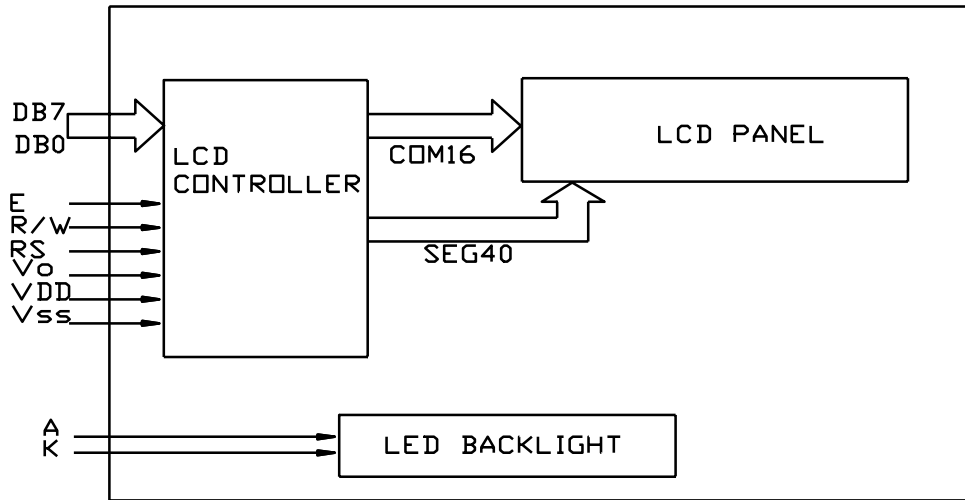 DB7
DB0
LCD
CONTROLLER
COM16
LCD PANEL
E
R/W
RS
Vo
VDD
Vss
SEG40
A
K
LED BACKLIGHT